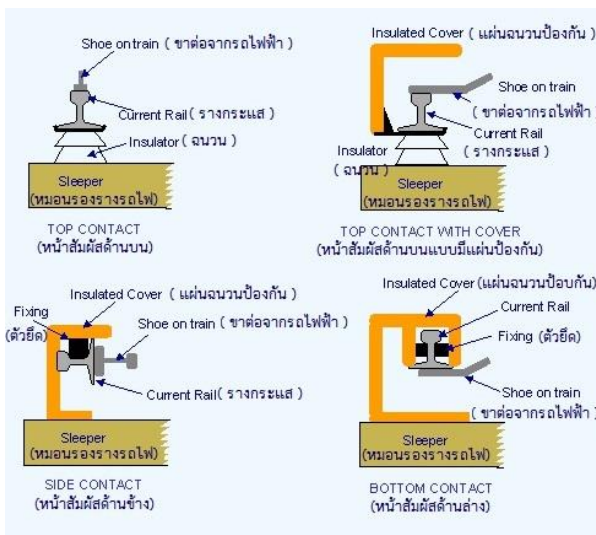 Shoe on train
( ขาต่อจากรถไฟฟ้า )
Current Rail ( รางกระแส )
Insulator ( ฉนวน )
Sleeper
(หมอนรองรางรถไฟ)
TOP CONTACT
(หน้าสัมผัสด้านบน)
Insulated Cover ( แผ่นฉนวนป้องกัน )
Shoe on train
( ขาต่อจากรถไฟฟ้า )
Current Rail
( รางกระแส )
Insulator
( ฉนวน )
Sleeper
(หมอนรองรางรถไฟ)
TOP CONTACT WITH COVER
(หน้าสัมผัสด้านบนแบบมีแผ่นป้องกัน)
Insulated Cover ( แผ่นฉนวนป้องกัน )
Fixing
(ตัวยึด)
Shoe on train ( ขาต่อจากรถไฟฟ้า )
Current Rail( รางกระแส )
Sleeper
(หมอนรองรางรถไฟ)
SIDE CONTACT
(หน้าสัมผัสด้านข้าง)
Insulated Cover (แผ่นฉนวนป้อบกัน)
Current Rail
Fixing (ตัวยึด)
Shoe on train
( ขาต่อจากรถไฟฟ้า )
Sleeper
(หมอนรองรางรถไฟ)
BOTTOM CONTACT
(หน้าสัมผัสด้านล่าง)